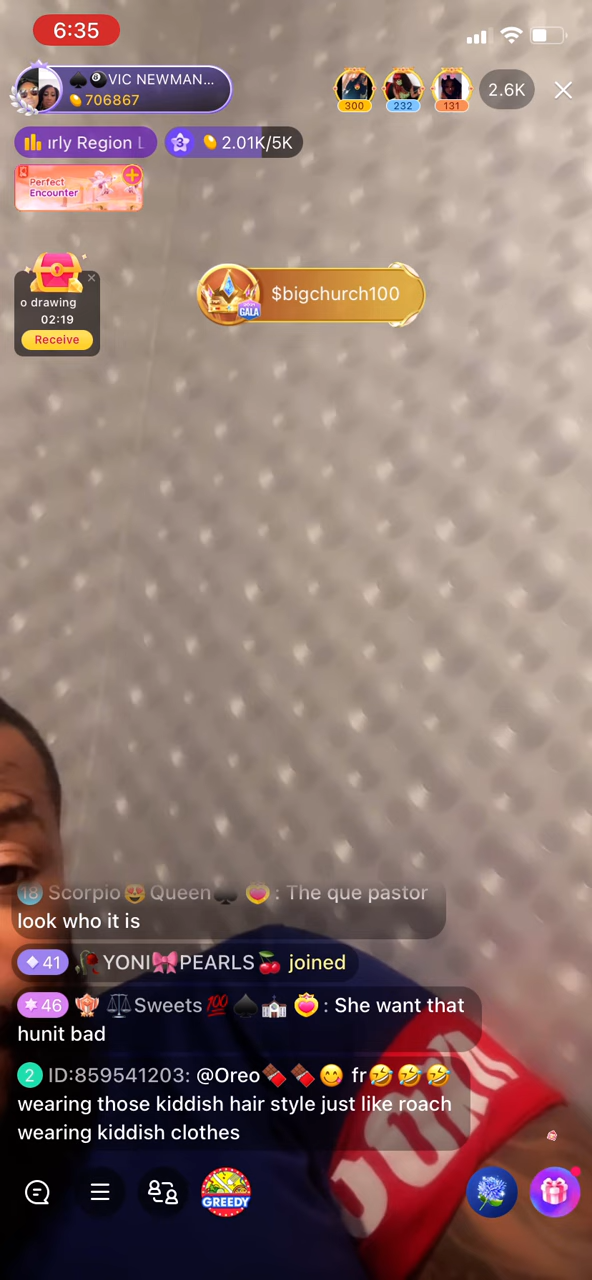 6:35
♠️🎱VIC NEWMAN...
706867
300
232
131
2.6K
ırly Region L
3
2.01K/5K
Perfect
Encounter
o drawing
02:19
Receive
$bigchurch100
GALA
18 Scorpio😍Queen♠️ 💓: The que pastor
look who it is
41 🥀YONI🎀PEARLS🍒 joined
46 ⚖️Sweets💯♠️⛪ : She want that
hunit bad
2 ID:859541203: @Oreo🍫🍫😋 fr🤣🤣🤣
wearing those kiddish hair style just like roach
wearing kiddish clothes
GREEDY